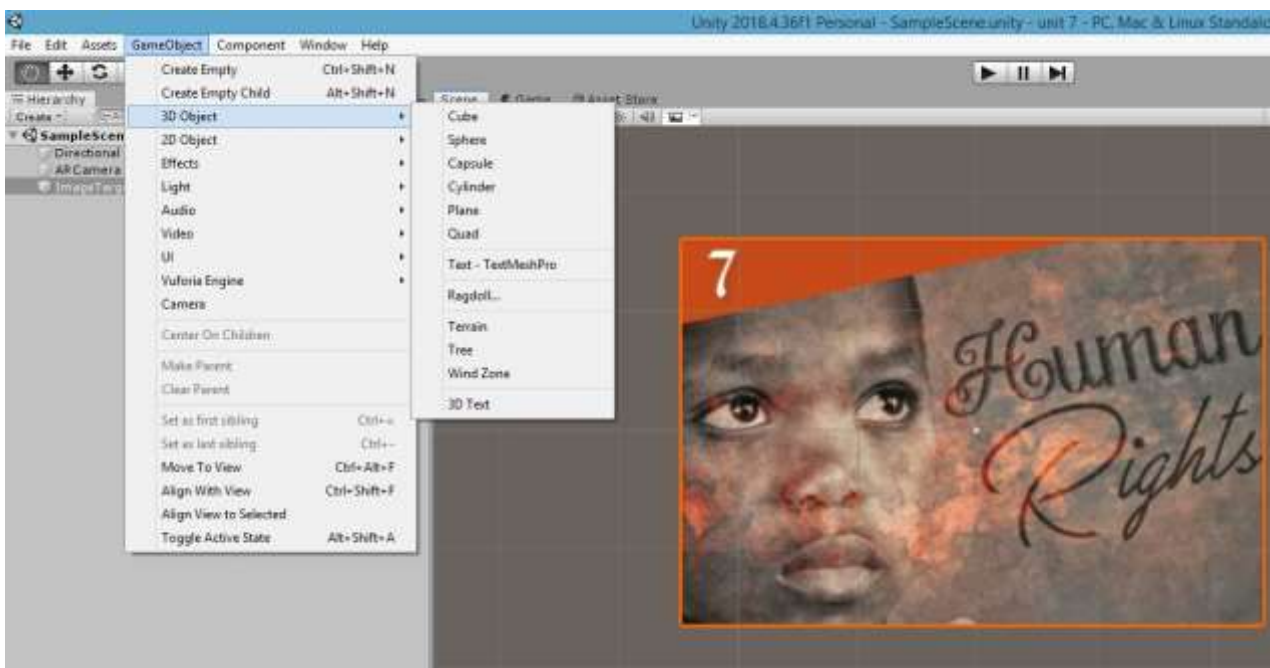 Unity 2018.4.36f1 Personal - SampleScene.unity - unit 7 - PC, Mac & Linux Standalo
File Edit Assets GameObject Component Window Help
Hierarchy
Create
SampleScen
Directional
ARCamera
ImageTarg
Create Empty Ctrl+Shift+N
Create Empty Child Alt+Shift+N
3D Object
2D Object
Effects
Light
Audio
Video
UI
Vuforia Engine
Camera
Center On Children
Make Parent
Clear Parent
Set as first sibling Ctrl+=
Set as last sibling Ctrl+-
Move To View Ctrl+Alt+F
Align With View Ctrl+Shift+F
Align View to Selected
Toggle Active State Alt+Shift+A
Scene Game Asset Store
Cube
Sphere
Capsule
Cylinder
Plane
Quad
Text - TextMeshPro
Ragdoll...
Terrain
Tree
Wind Zone
3D Text
7
Human
Rights